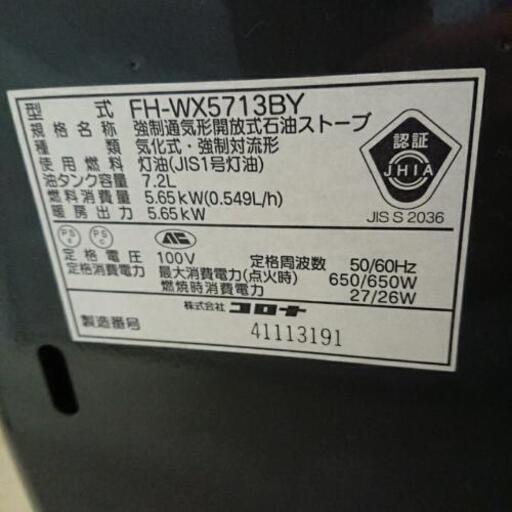 型式 FH-WX5713BY
規格名称 強制通気形開放式石油ストーブ
種類 気化式・強制対流形
使用燃料 灯油(JIS1号灯油)
油タンク容量 7.2L
燃料消費量 5.65kW(0.549L/h)
暖房出力 5.65kW
認証
JHIA
JIS S 2036
定格電圧 100V 定格周波数 50/60Hz
定格消費電力 最大消費電力(点火時) 650/650W
燃焼時消費電力 27/26W
株式会社 コロナ
製造番号 41113191